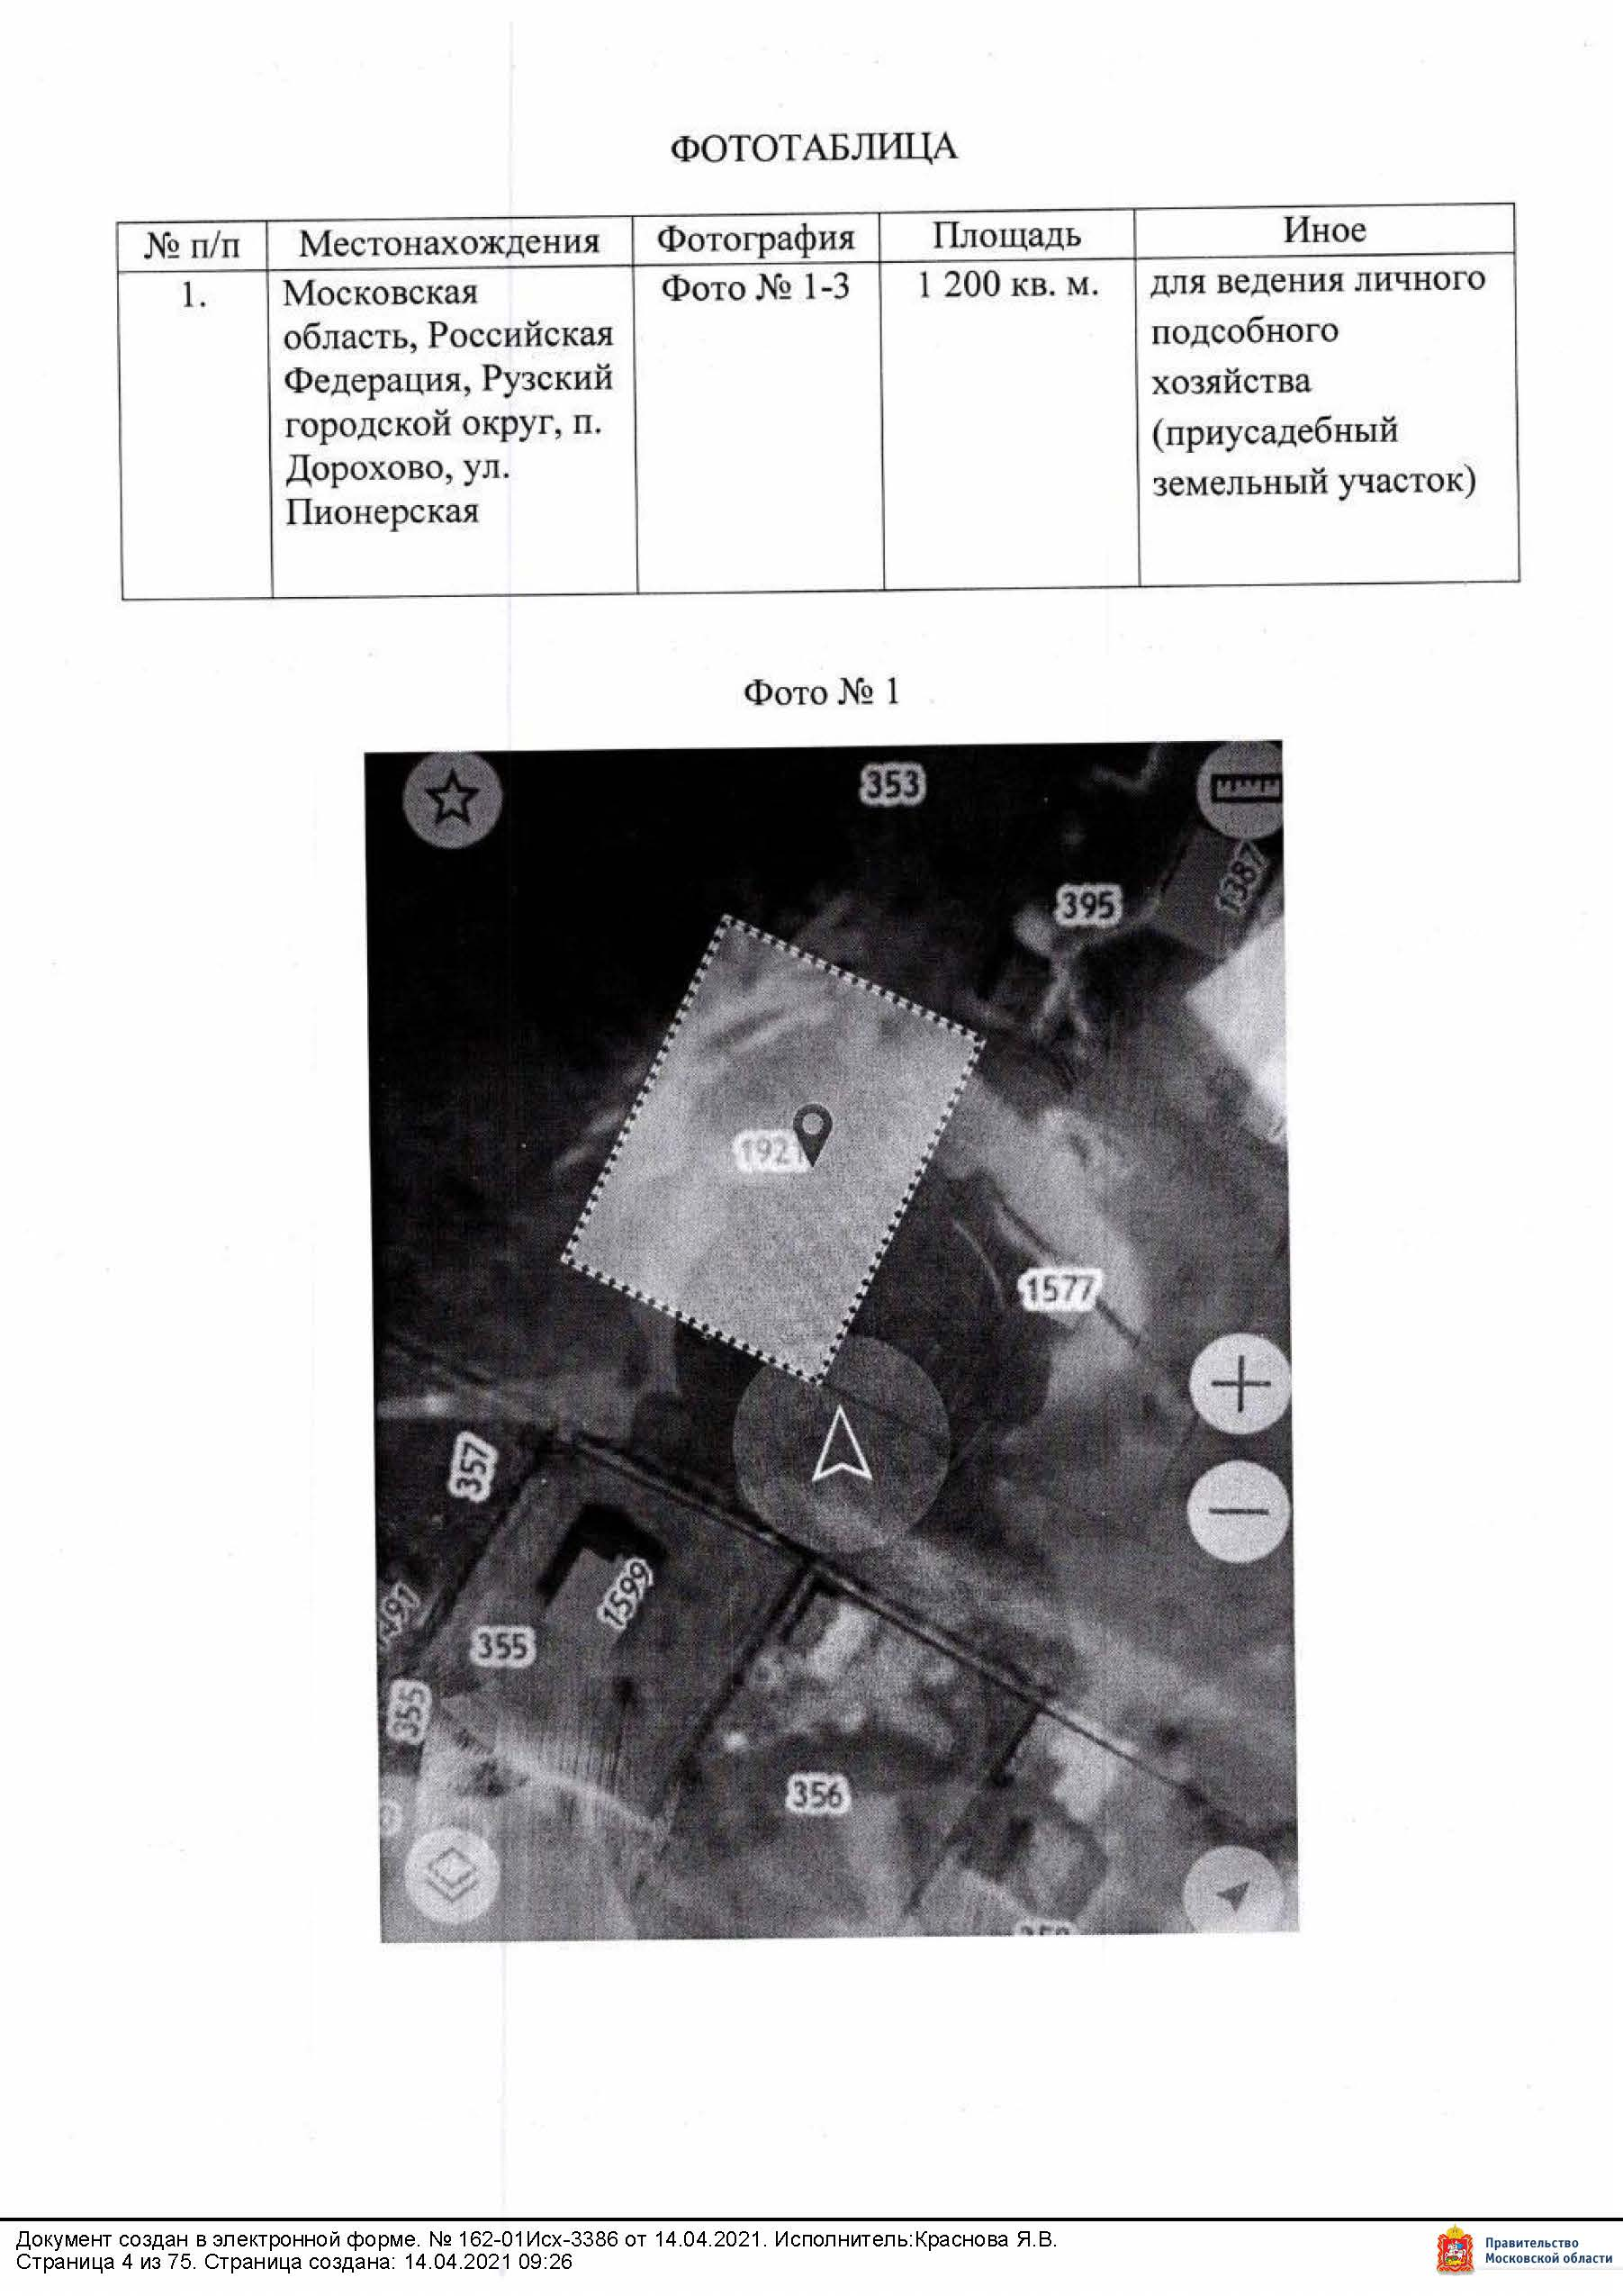 ФОТОТАБЛИЦА
№ п/п Местонахождения Фотография Площадь Иное
1. Московская область, Российская Федерация, Рузский городской округ, п. Дорохово, ул. Пионерская Фото № 1-3 1 200 кв. м. для ведения личного подсобного хозяйства (приусадебный земельный участок)
Фото № 1
353
395
1387
1921
1577
357
1599
491
355
355
356
Документ создан в электронной форме. № 162-01Исх-3386 от 14.04.2021. Исполнитель:Краснова Я.В.
Страница 4 из 75. Страница создана: 14.04.2021 09:26
Правительство
Московской области